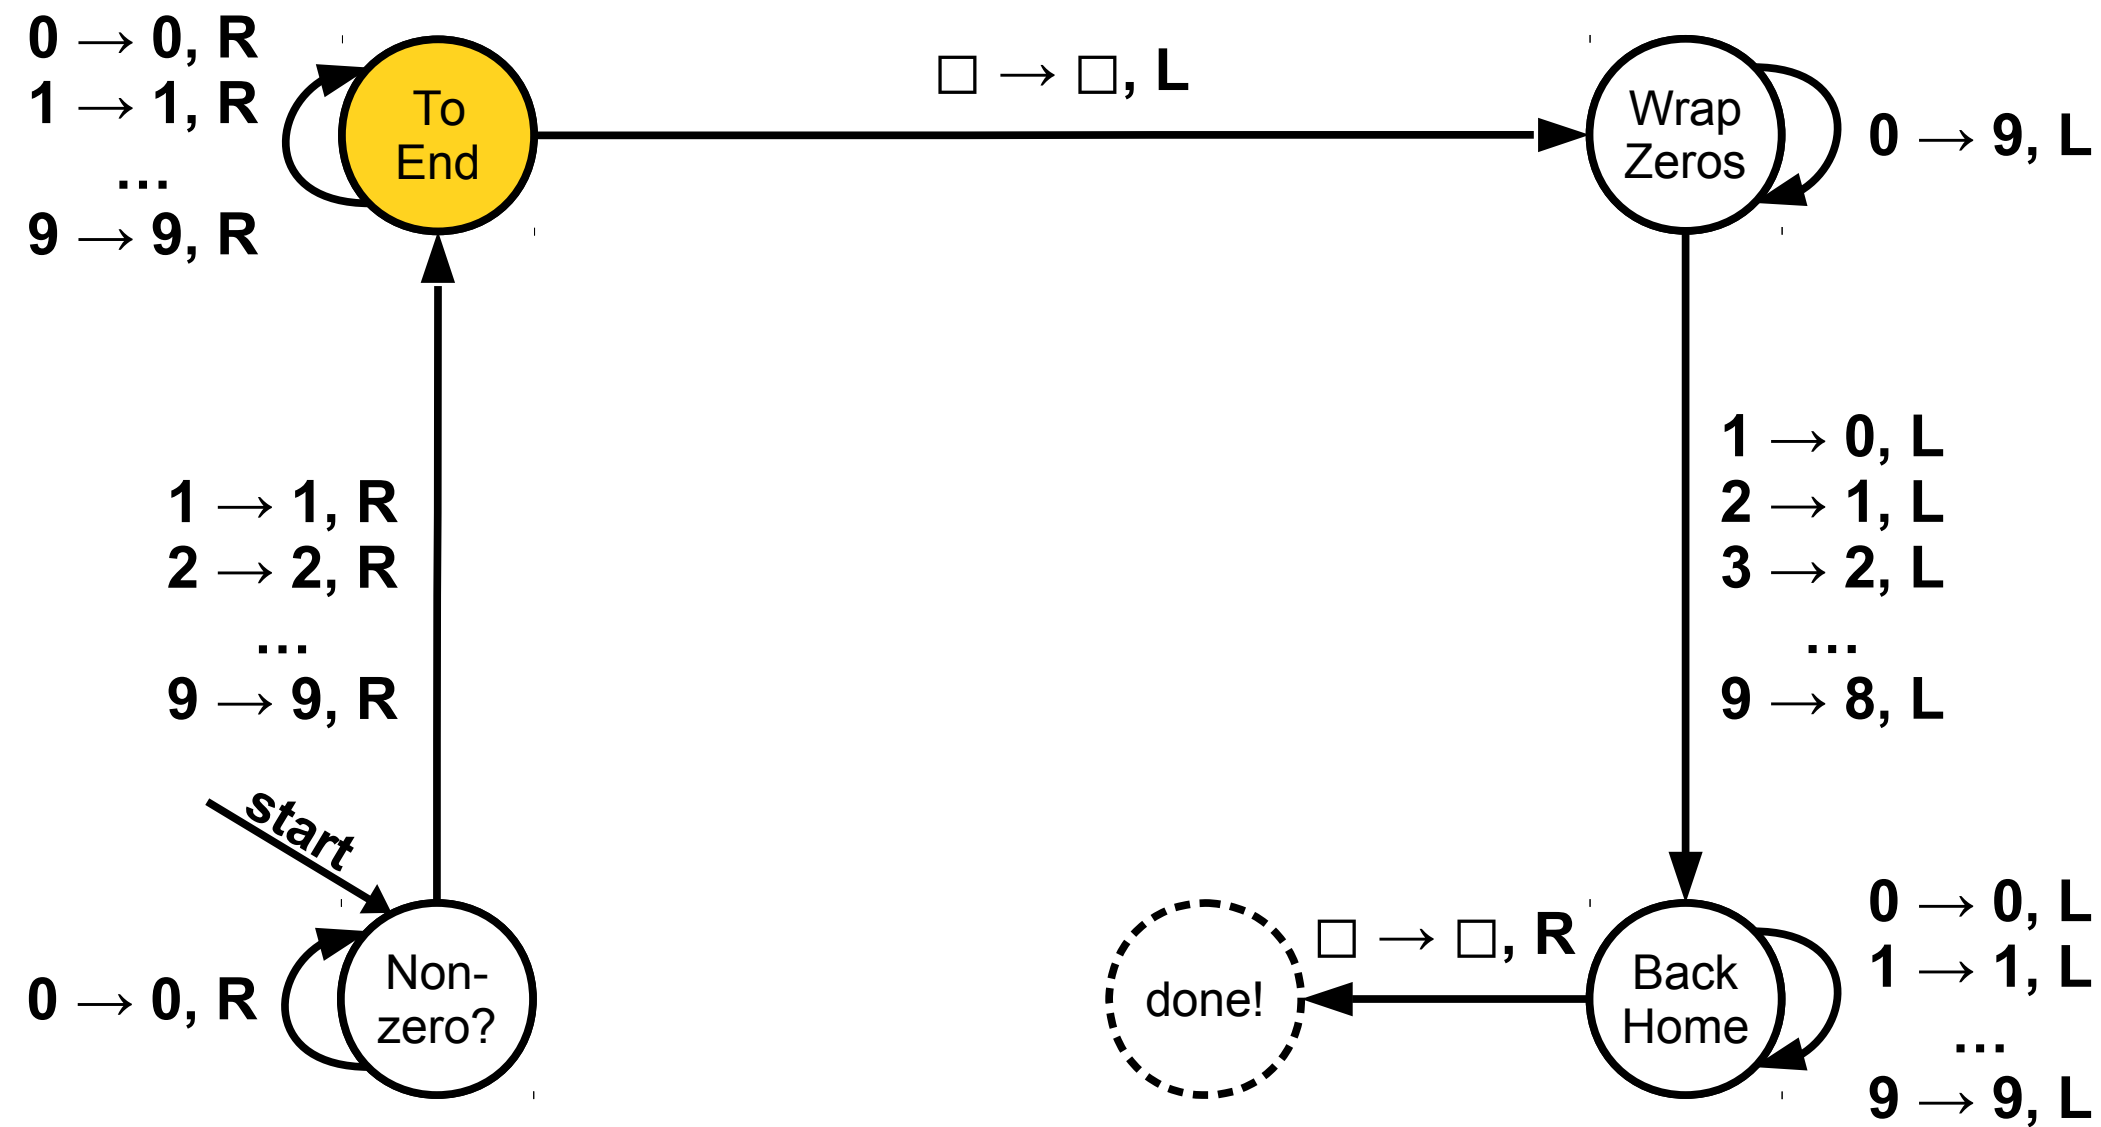 0 → 0, R
1 → 1, R
...
9 → 9, R
To
End
□ → □, L
Wrap
Zeros
0 → 9, L
1 → 1, R
2 → 2, R
...
9 → 9, R
1 → 0, L
2 → 1, L
3 → 2, L
...
9 → 8, L
start
0 → 0, R
Non-
zero?
done!
□ → □, R
Back
Home
0 → 0, L
1 → 1, L
...
9 → 9, L